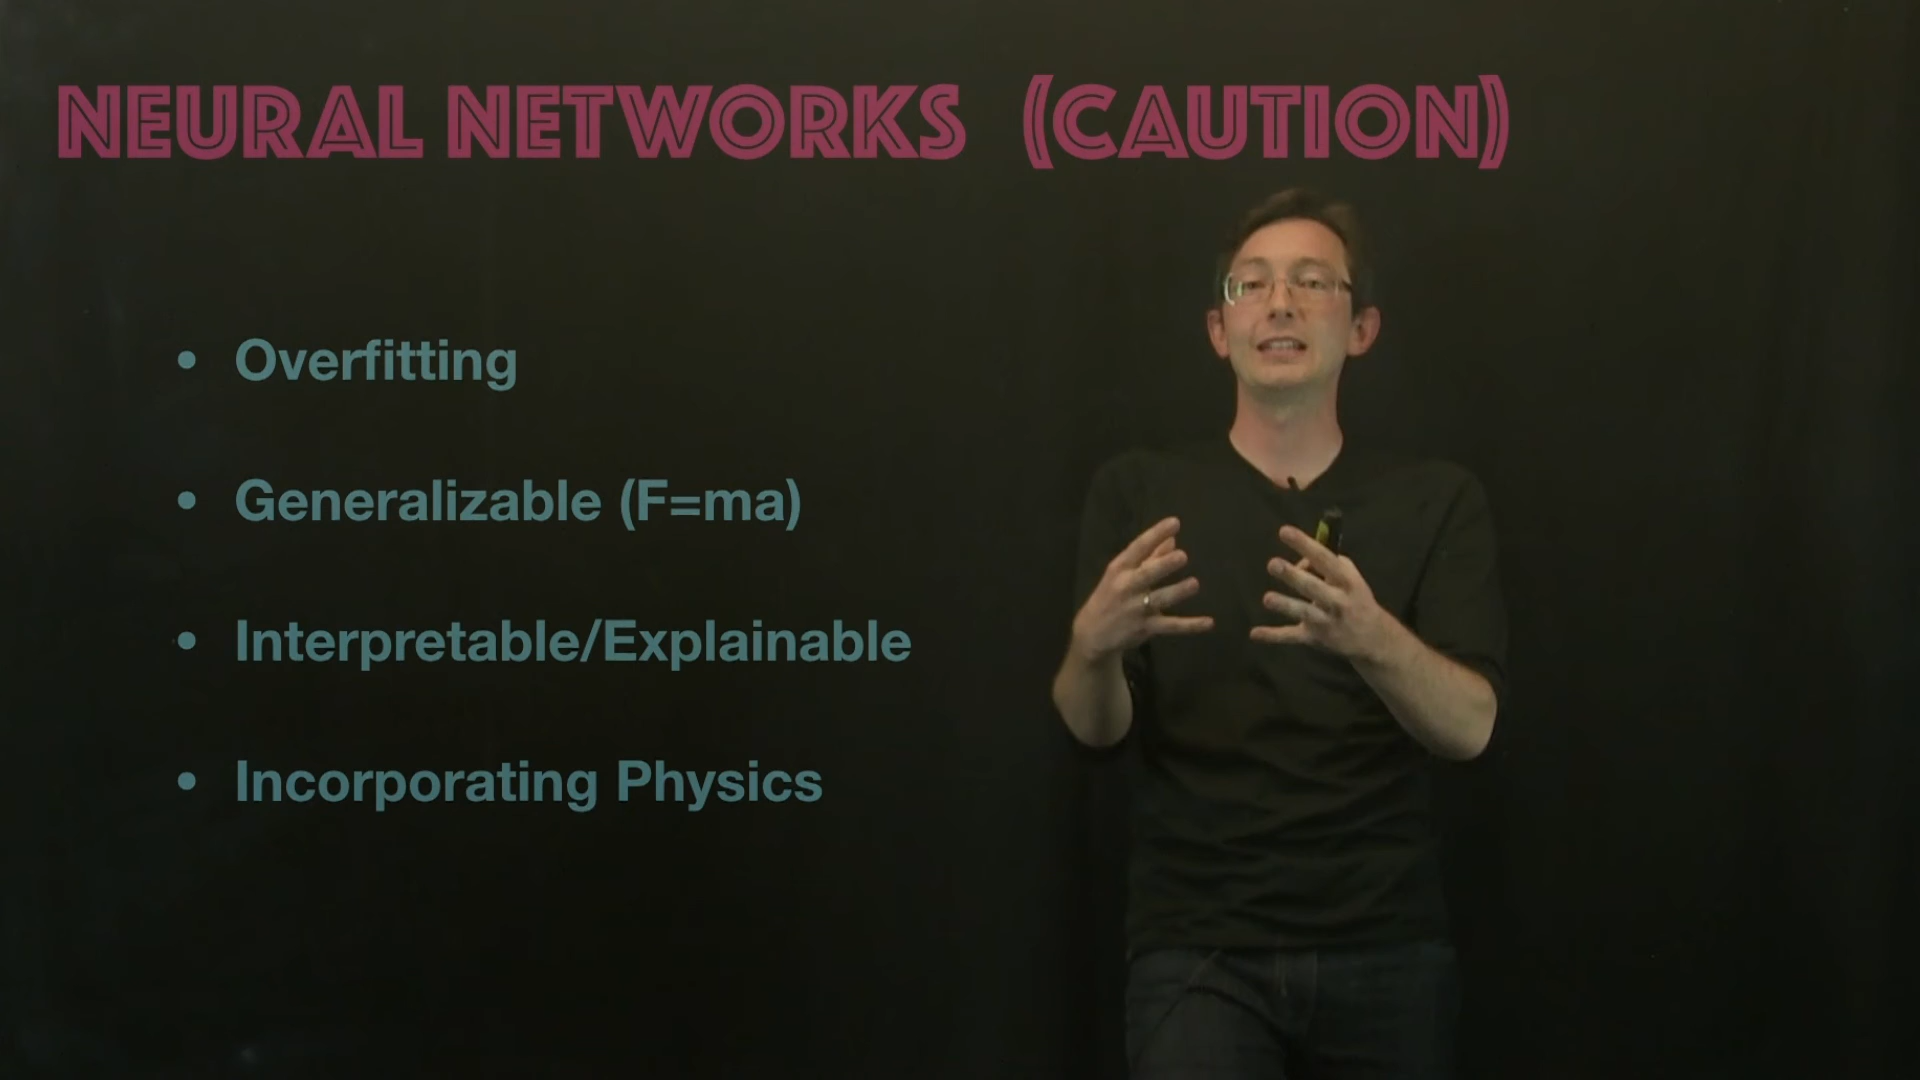 NEURAL NETWORKS (CAUTION)
• Overfitting
• Generalizable (F=ma)
• Interpretable/Explainable
• Incorporating Physics